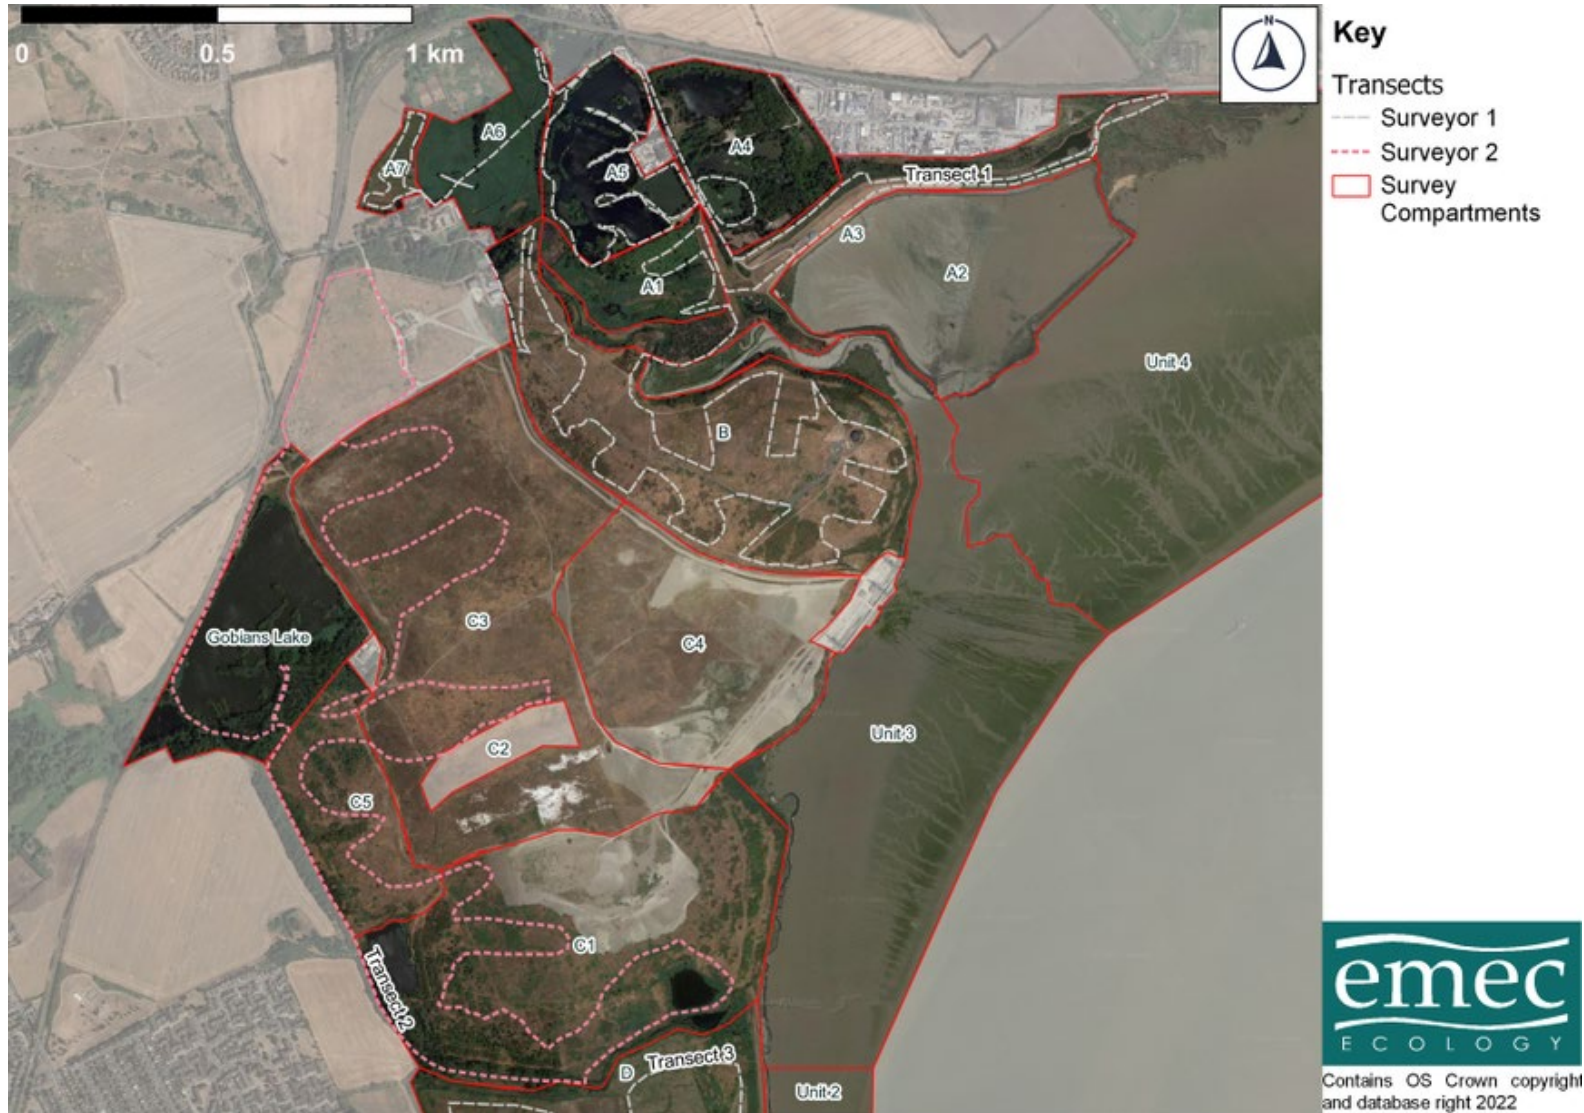 0 0.5 1 km
N
Key
Transects
Surveyor 1
Surveyor 2
Survey
Compartments
A6
A7
A5
A4
Transect 1
A3
A2
A1
Unit 4
B
C3
Gobians Lake
C4
Unit 3
C2
C5
C1
Transect 2
Transect 3
D
Unit 2
emec
ECOLOGY
Contains OS Crown copyright
and database right 2022